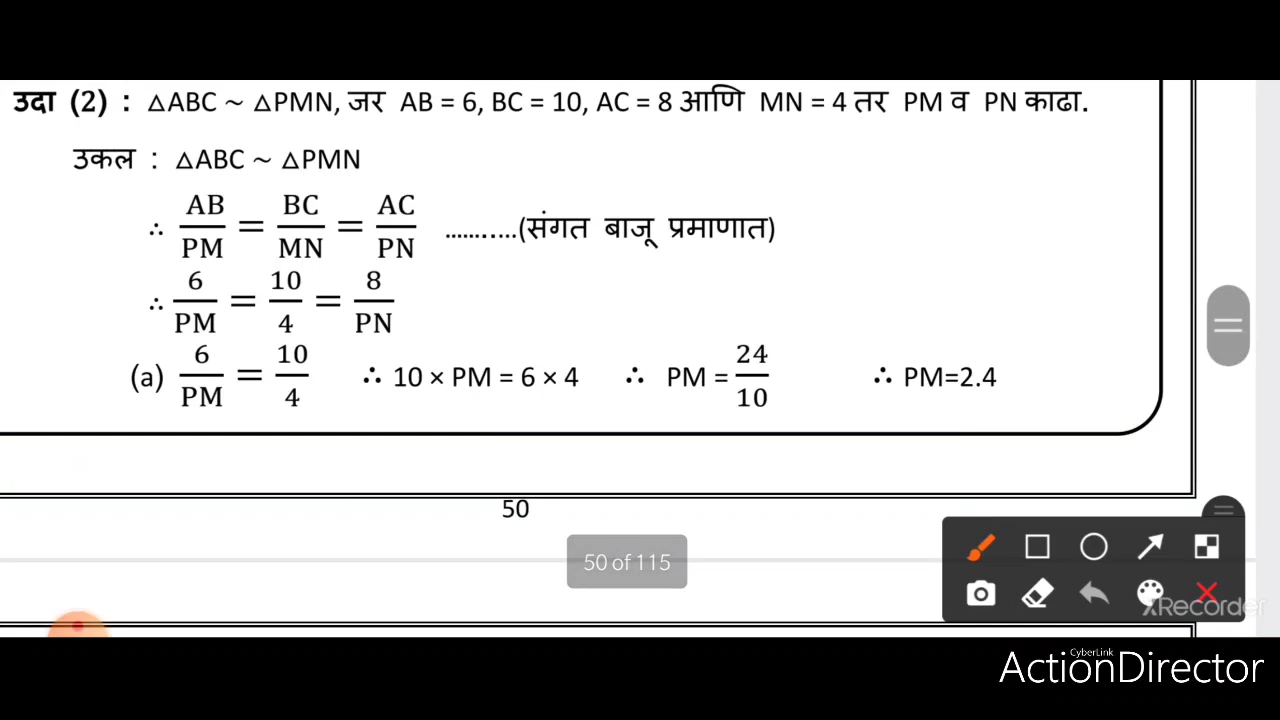 उदा (2) : △ABC ~ △PMN, जर AB = 6, BC = 10, AC = 8 आणि MN = 4 तर PM व PN काढा.
उकल : △ABC ~ △PMN
∴ AB/PM = BC/MN = AC/PN ...........(संगत बाजू प्रमाणात)
∴ 6/PM = 10/4 = 8/PN
(a) 6/PM = 10/4 ∴ 10 × PM = 6 × 4 ∴ PM = 24/10 ∴ PM=2.4
50
50 of 115
XRecorder
CyberLink
ActionDirector